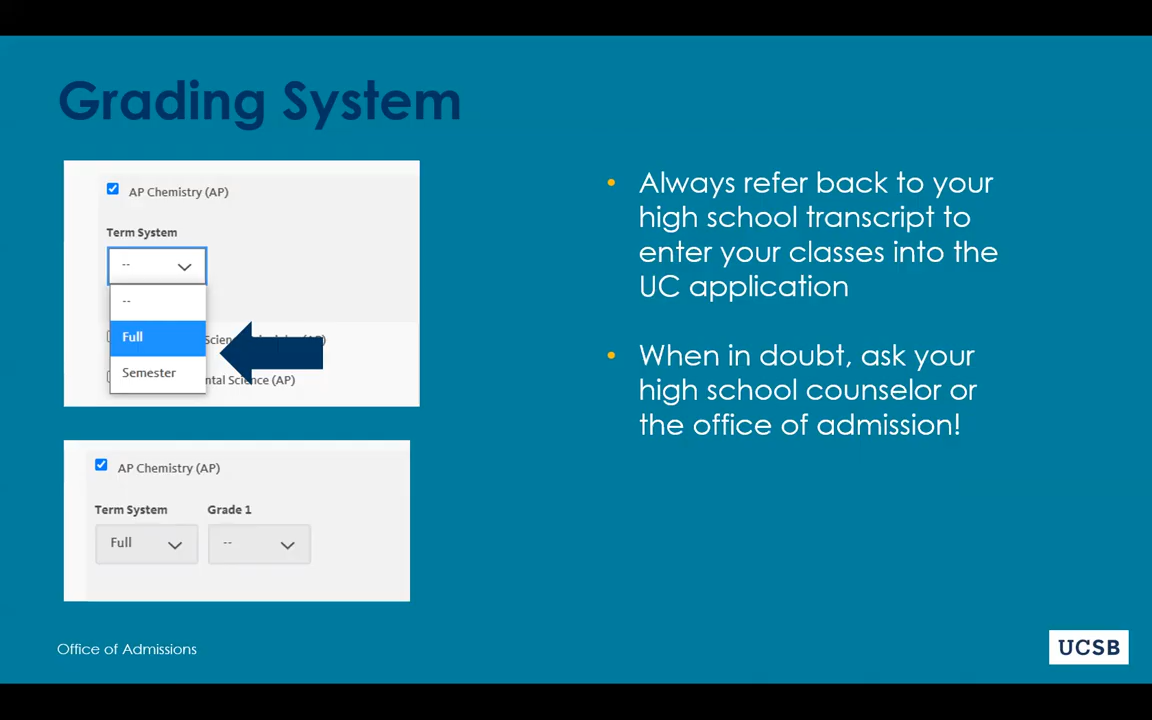 Grading System
AP Chemistry (AP)
Term System
--
--
Full
Semester
ntal Science (AP)
AP Chemistry (AP)
Term System Grade 1
Full --
• Always refer back to your
high school transcript to
enter your classes into the
UC application
• When in doubt, ask your
high school counselor or
the office of admission!
Office of Admissions
UCSB